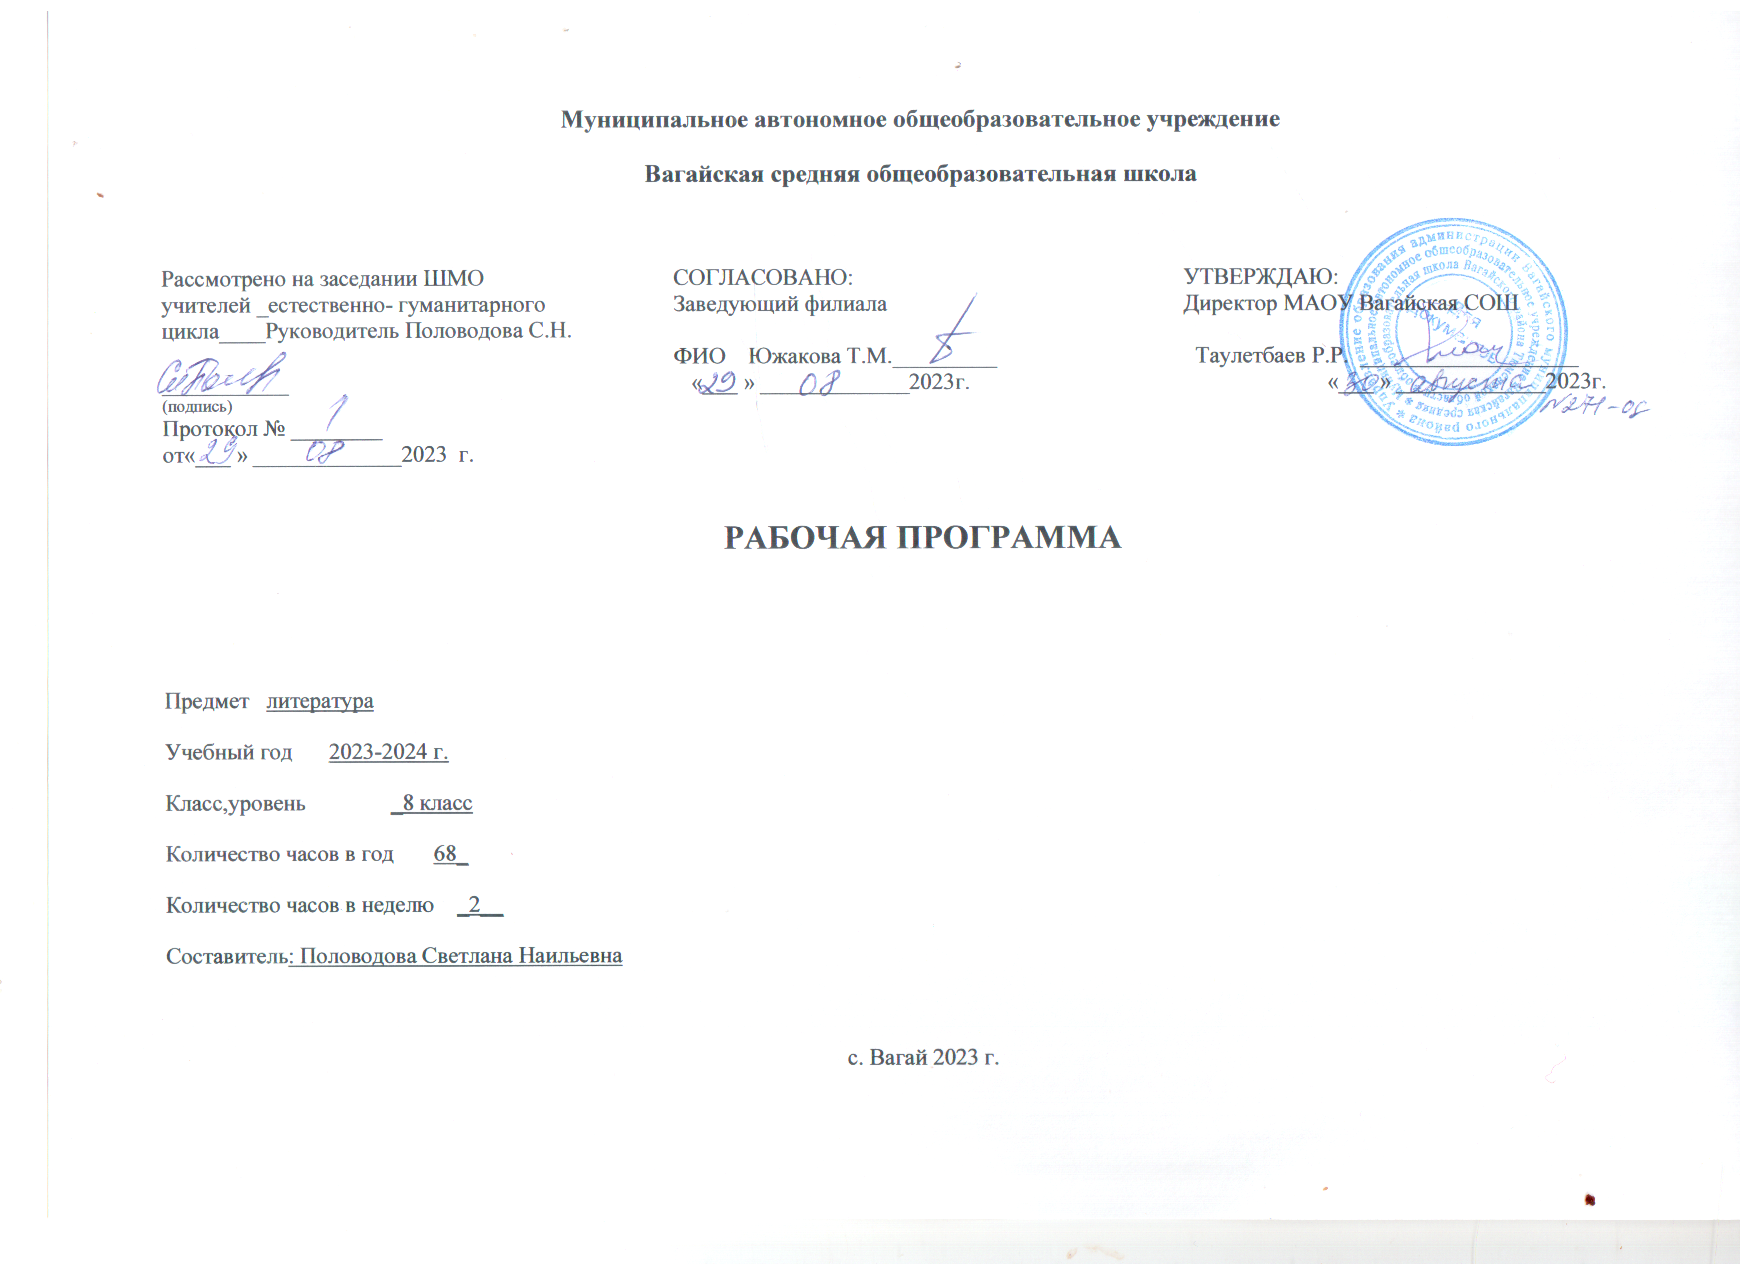 Муниципальное автономное общеобразовательное учреждение
Вагайская средняя общеобразовательная школа
Рассмотрено на заседании ШМО
учителей _естественно- гуманитарного
цикла____Руководитель Половодова С.Н.
(подпись)
Протокол № 1
от«29» 08 2023 г.
СОГЛАСОВАНО:
Заведующий филиала
ФИО Южакова Т.М.
«29» 08 2023г.
УТВЕРЖДАЮ:
Директор МАОУ Вагайская СОШ
Таулетбаев Р.Р.
«30» августа 2023г.
РАБОЧАЯ ПРОГРАММА
Предмет литература
Учебный год 2023-2024 г.
Класс,уровень _8 класс
Количество часов в год 68_
Количество часов в неделю _2__
Составитель: Половодова Светлана Наильевна
с. Вагай 2023 г.